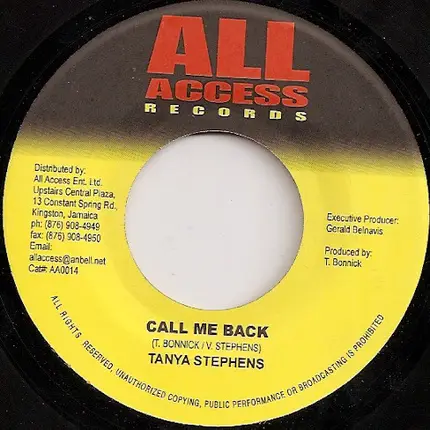 ALL
ACCESS
RECORDS
Distributed by:
All Access Ent. Ltd.
Upstairs Central Plaza,
13 Constant Spring Rd.,
Kingston, Jamaica
ph: (876) 908-4949
fax: (876) 908-4950
Email:
allaccess@anbell.net
Cat#: AA0014
Executive Producer:
Gerald Belnavis
Produced by:
T. Bonnick
CALL ME BACK
(T. BONNICK / V. STEPHENS)
TANYA STEPHENS
ALL RIGHTS RESERVED, UNAUTHORIZED COPYING, PUBLIC PERFORMANCE OR BROADCASTING IS PROHIBITED